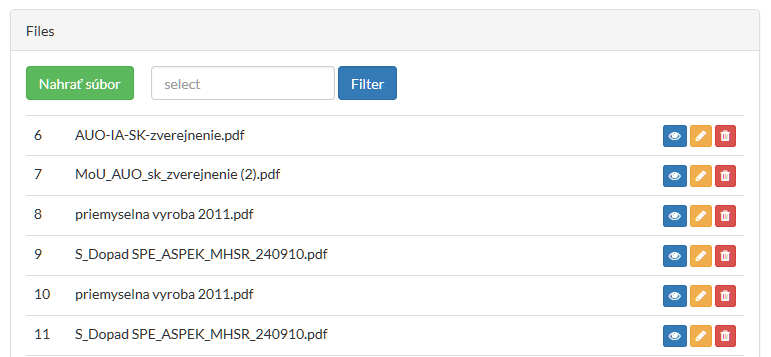 Files
Nahrať súbor select Filter
6 AUO-IA-SK-zverejnenie.pdf
7 MoU_AUO_sk_zverejnenie (2).pdf
8 priemyselna vyroba 2011.pdf
9 S_Dopad SPE_ASPEK_MHSR_240910.pdf
10 priemyselna vyroba 2011.pdf
11 S_Dopad SPE_ASPEK_MHSR_240910.pdf